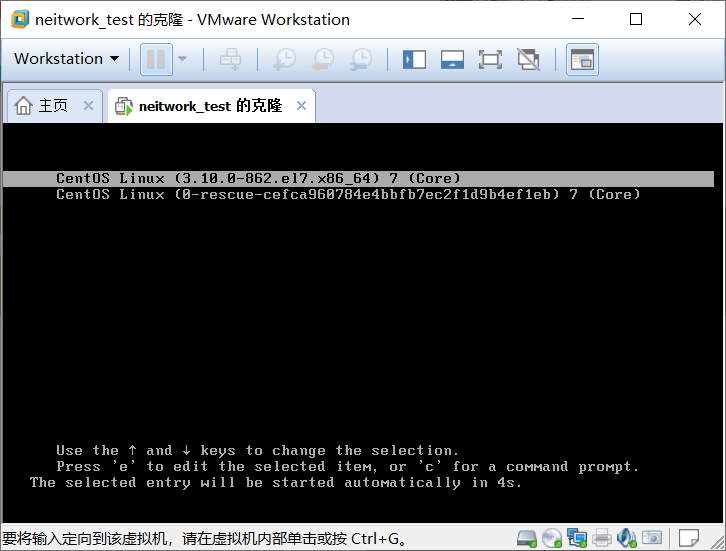 neitwork_test 的克隆 - VMware Workstation
Workstation
主页
neitwork_test 的克隆
CentOS Linux (3.10.0-862.el7.x86_64) 7 (Core)
CentOS Linux (0-rescue-cefca960784e4bbfb7ec2f1d9b4ef1eb) 7 (Core)
Use the ↑ and ↓ keys to change the selection.
Press 'e' to edit the selected item, or 'c' for a command prompt.
The selected entry will be started automatically in 4s.
要将输入定向到该虚拟机，请在虚拟机内部单击或按 Ctrl+G。